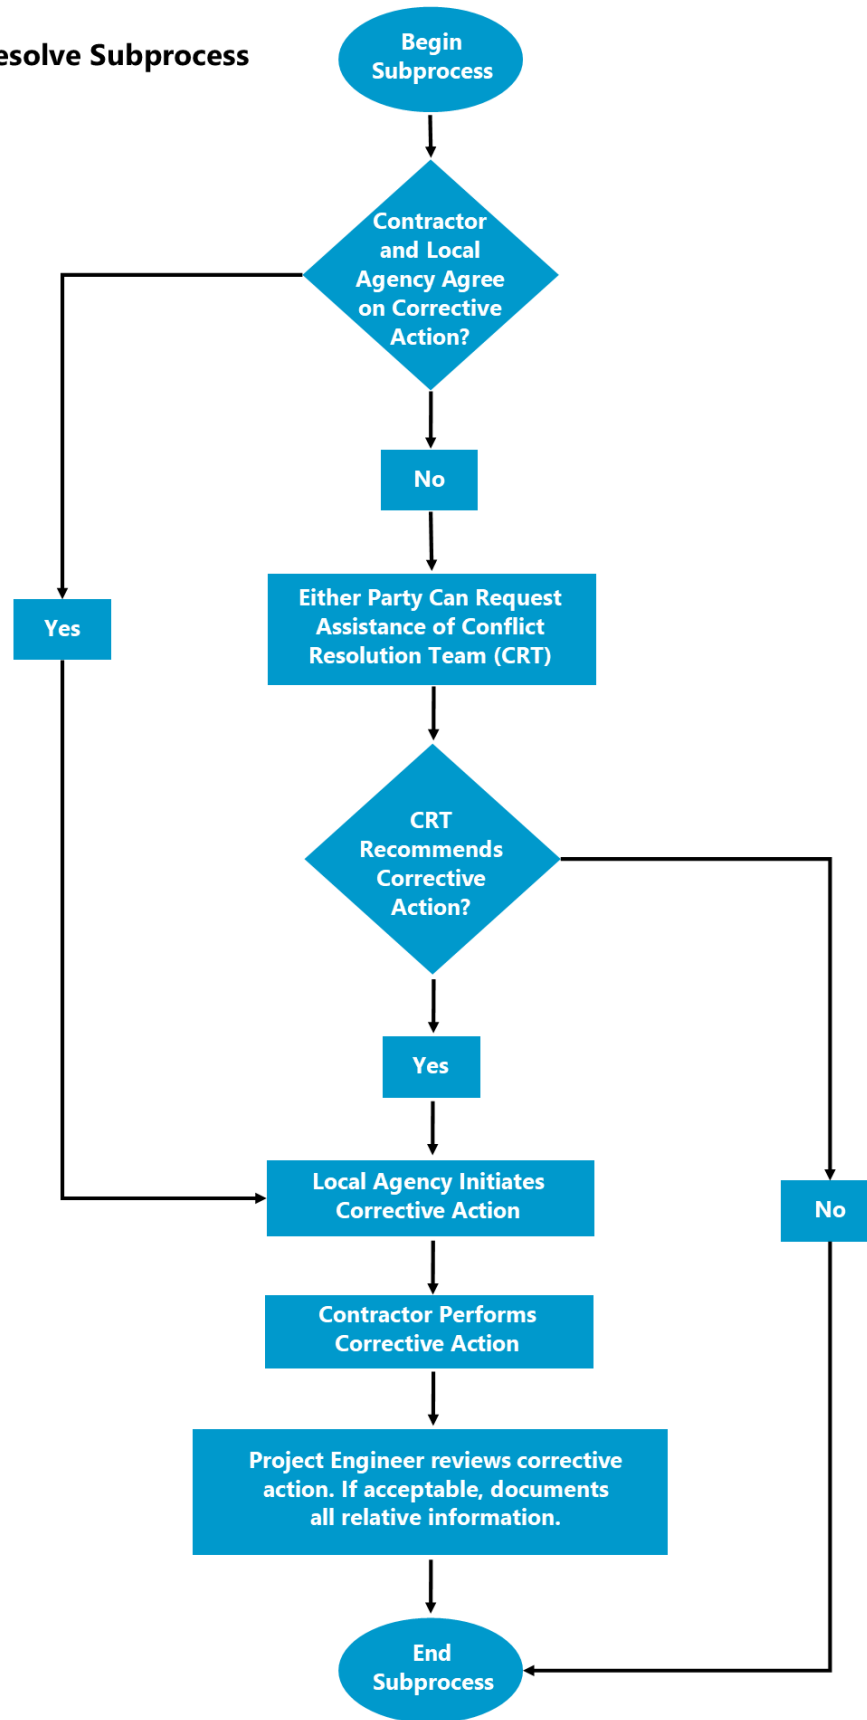 esolve Subprocess
Begin
Subprocess
Contractor
and Local
Agency Agree
on Corrective
Action?
No
Either Party Can Request
Assistance of Conflict
Resolution Team (CRT)
Yes
CRT
Recommends
Corrective
Action?
Yes
Local Agency Initiates
Corrective Action
No
Contractor Performs
Corrective Action
Project Engineer reviews corrective
action. If acceptable, documents
all relative information.
End
Subprocess